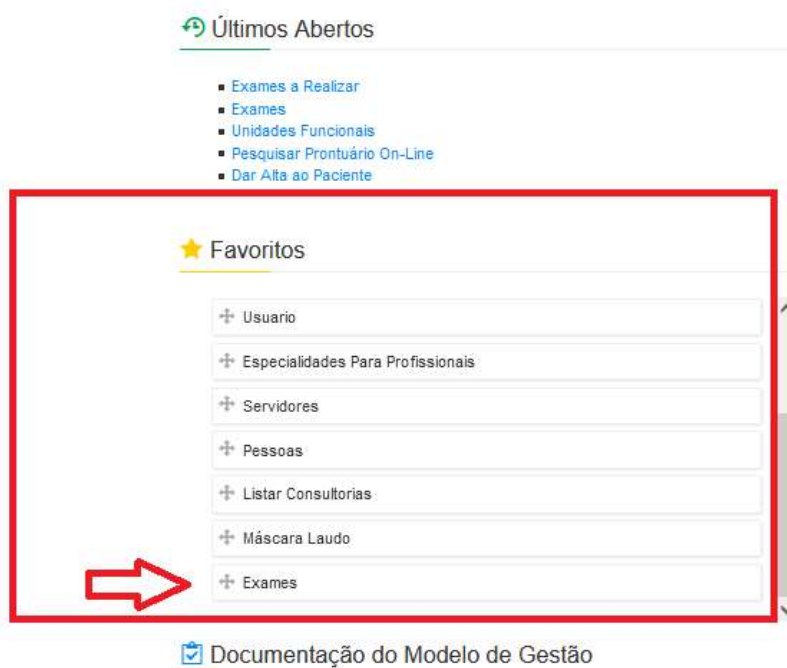 Últimos Abertos
Exames a Realizar
Exames
Unidades Funcionais
Pesquisar Prontuário On-Line
Dar Alta ao Paciente
Favoritos
Usuario
Especialidades Para Profissionais
Servidores
Pessoas
Listar Consultorias
Máscara Laudo
Exames
Documentação do Modelo de Gestão